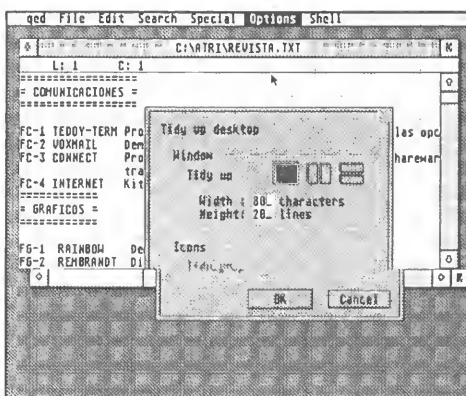 qed File Edit Search Special Options Shell
C:\ATRI\REVISTA.TXT
L: 1 C: 1
==================
= COMUNICACIONES =
==================
FC-1 TEDDY-TERM Pro
las opc
FC-2 VOXMAIL Dem
FC-3 CONNECT Pro
harewar
tra
FC-4 INTERNET Kit
============
= GRAFICOS =
============
FG-1 RAINBOW De
FG-2 REMBRANDT Di
Tidy up desktop
Window
Tidy up
Width : 80_ characters
Height: 20_ lines
Icons
OK Cancel